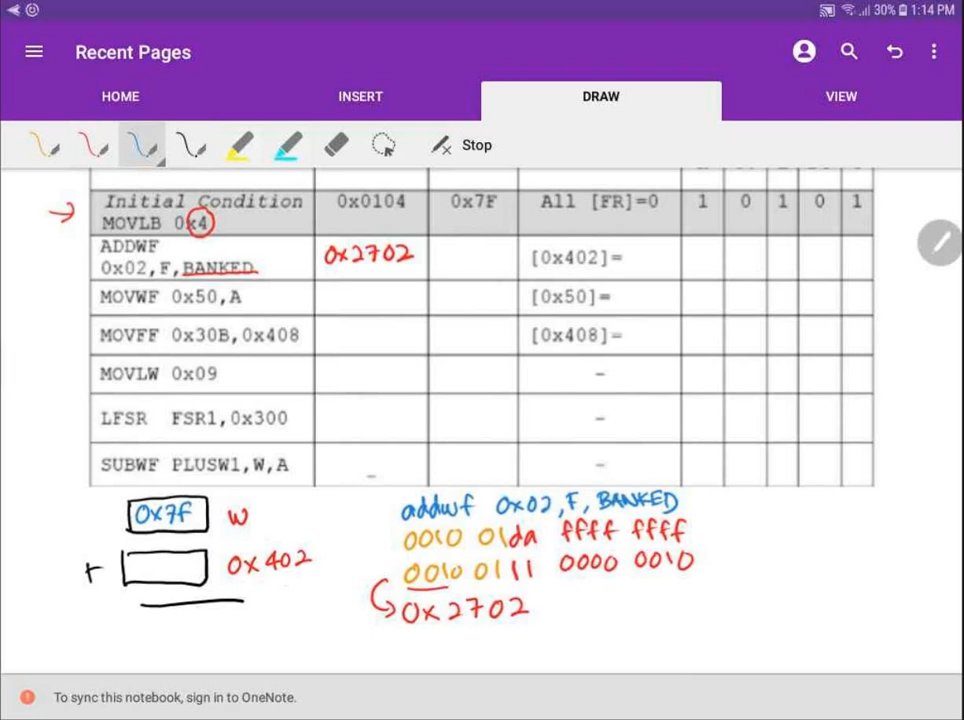 30% 1:14 PM
Recent Pages
HOME INSERT DRAW VIEW
Stop
Initial Condition 0x0104 0x7F All [FR]=0 1 0 1 0 1
MOVLB 0x4
ADDWF 0x2702 [0x402]=
0x02,F,BANKED
MOVWF 0x50,A [0x50]=
MOVFF 0x30B,0x408 [0x408]=
MOVLW 0x09 –
LFSR FSR1,0x300 –
SUBWF PLUSW1,W,A – –
0x7F W
+ 0x402
addwf 0x02,F, BANKED
0010 01da ffff ffff
0010 0111 0000 0010
0x2702
To sync this notebook, sign in to OneNote.